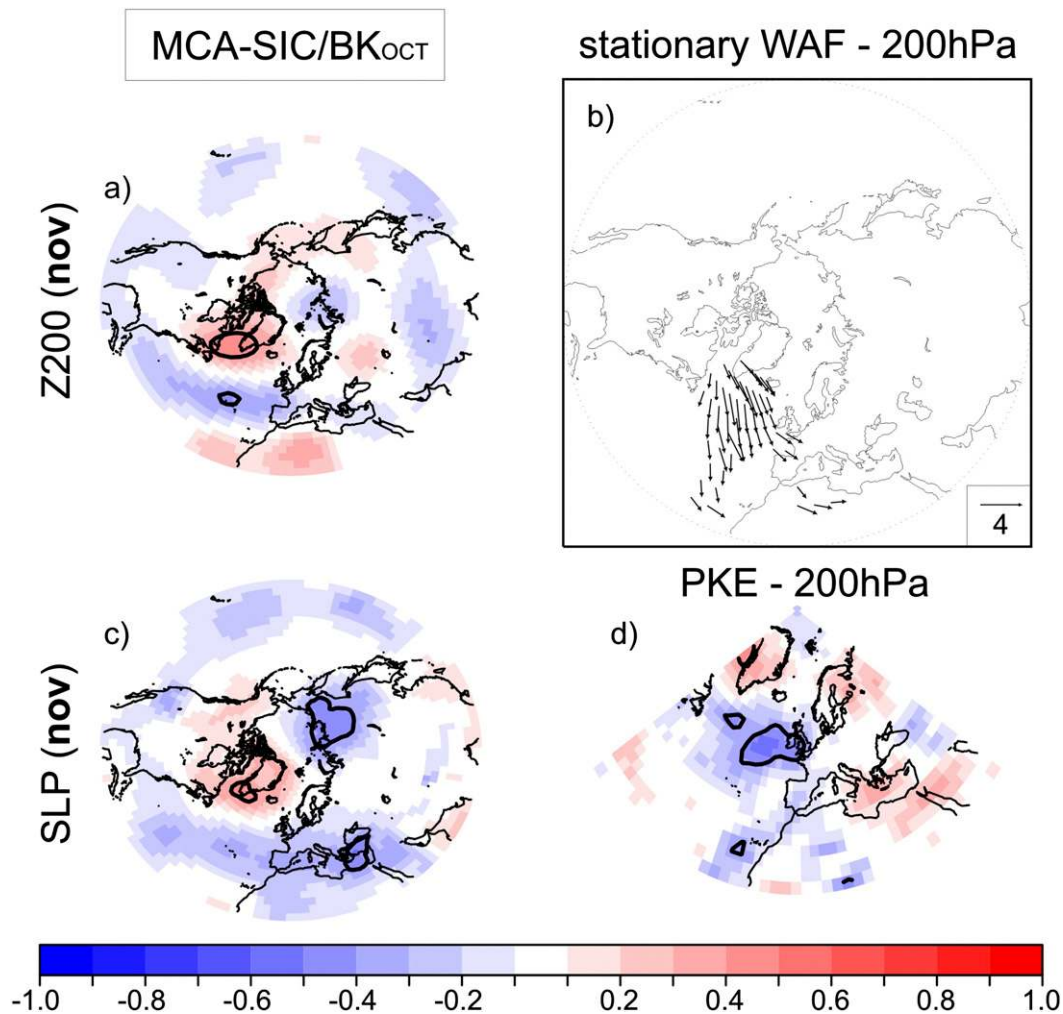 MCA-SIC/BKOCT
stationary WAF - 200hPa
a)
b)
Z200 (nov)
4
PKE - 200hPa
c)
d)
SLP (nov)
-1.0 -0.8 -0.6 -0.4 -0.2 0.2 0.4 0.6 0.8 1.0